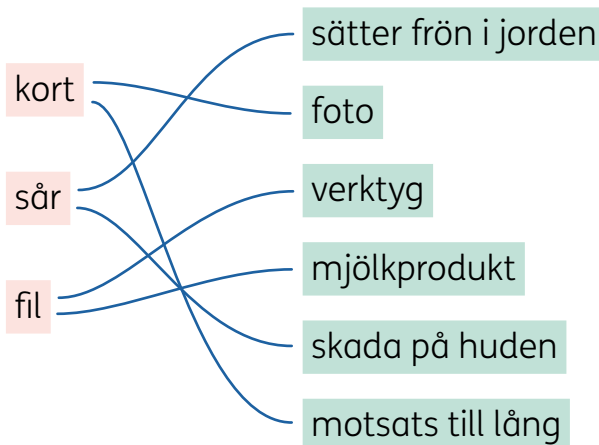 kort
sår
fil
sätter frön i jorden
foto
verktyg
mjölkprodukt
skada på huden
motsats till lång